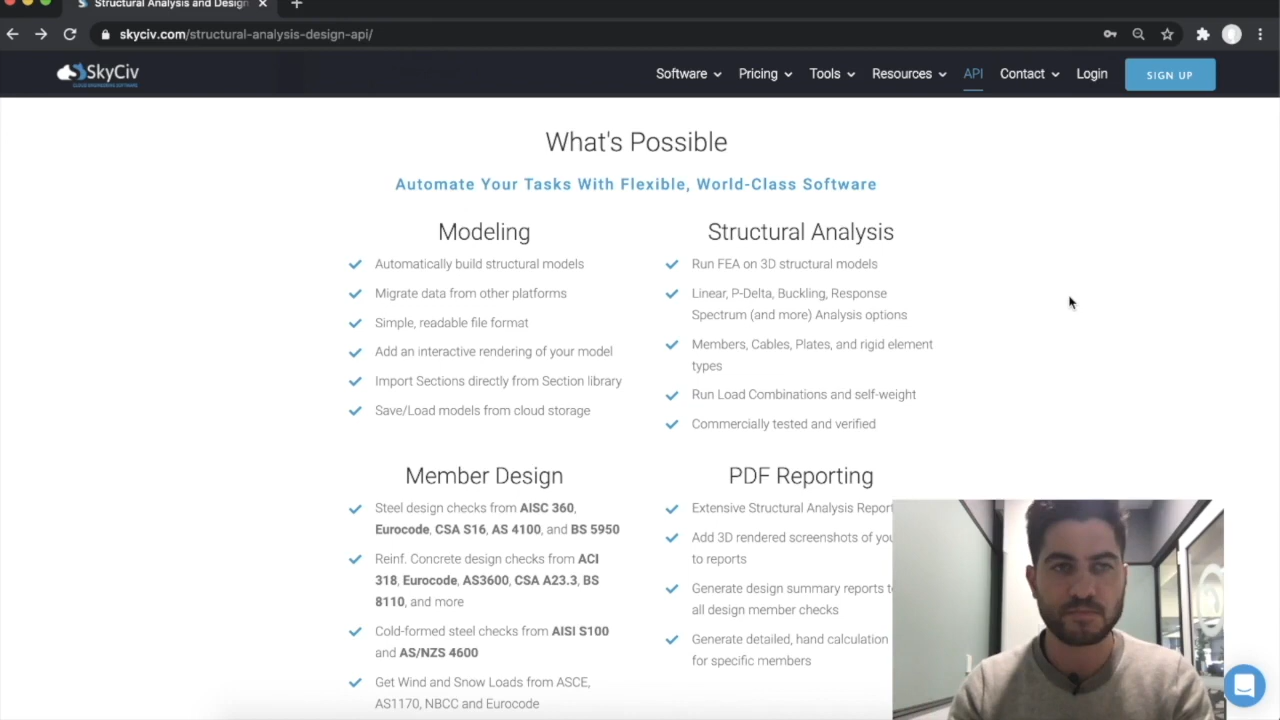 Structural Analysis and Design
skyciv.com/structural-analysis-design-api/
SkyCiv
CLOUD ENGINEERING SOFTWARE
Software
Pricing
Tools
Resources
API
Contact
Login
SIGN UP
What's Possible
Automate Your Tasks With Flexible, World-Class Software
Modeling
Automatically build structural models
Migrate data from other platforms
Simple, readable file format
Add an interactive rendering of your model
Import Sections directly from Section library
Save/Load models from cloud storage
Structural Analysis
Run FEA on 3D structural models
Linear, P-Delta, Buckling, Response
Spectrum (and more) Analysis options
Members, Cables, Plates, and rigid element
types
Run Load Combinations and self-weight
Commercially tested and verified
Member Design
Steel design checks from AISC 360,
Eurocode, CSA S16, AS 4100, and BS 5950
Reinf. Concrete design checks from ACI
318, Eurocode, AS3600, CSA A23.3, BS
8110, and more
Cold-formed steel checks from AISI S100
and AS/NZS 4600
Get Wind and Snow Loads from ASCE,
AS1170, NBCC and Eurocode
PDF Reporting
Extensive Structural Analysis Report
Add 3D rendered screenshots of you
to reports
Generate design summary reports
all design member checks
Generate detailed, hand calculation
for specific members